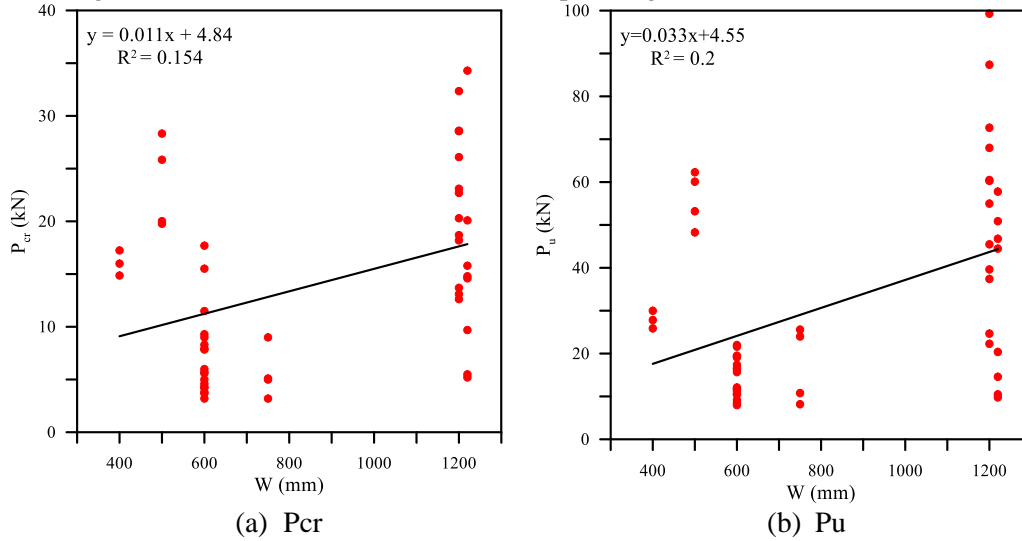 y = 0.011x + 4.84
R² = 0.154
40
30
20
10
0
P_cr (kN)
400 600 800 1000 1200
W (mm)
(a) Pcr
y=0.033x+4.55
R² = 0.2
100
80
60
40
20
0
P_u (kN)
400 600 800 1000 1200
W (mm)
(b) Pu